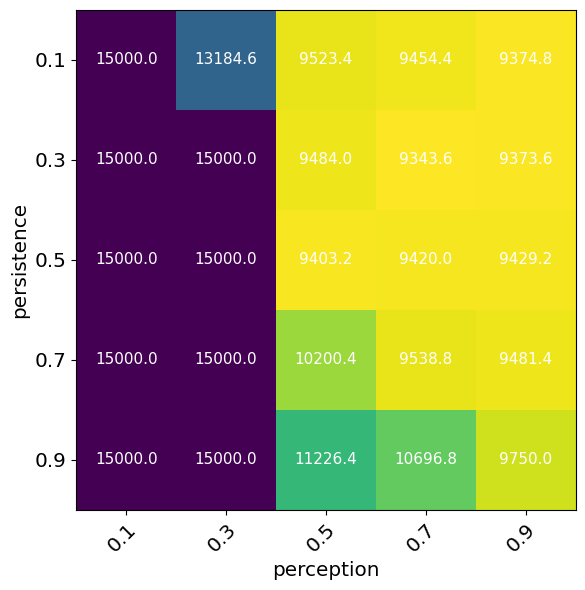 0.1 15000.0 13184.6 9523.4 9454.4 9374.8
0.3 15000.0 15000.0 9484.0 9343.6 9373.6
0.5 15000.0 15000.0 9403.2 9420.0 9429.2
0.7 15000.0 15000.0 10200.4 9538.8 9481.4
0.9 15000.0 15000.0 11226.4 10696.8 9750.0
persistence
0.1 0.3 0.5 0.7 0.9
perception